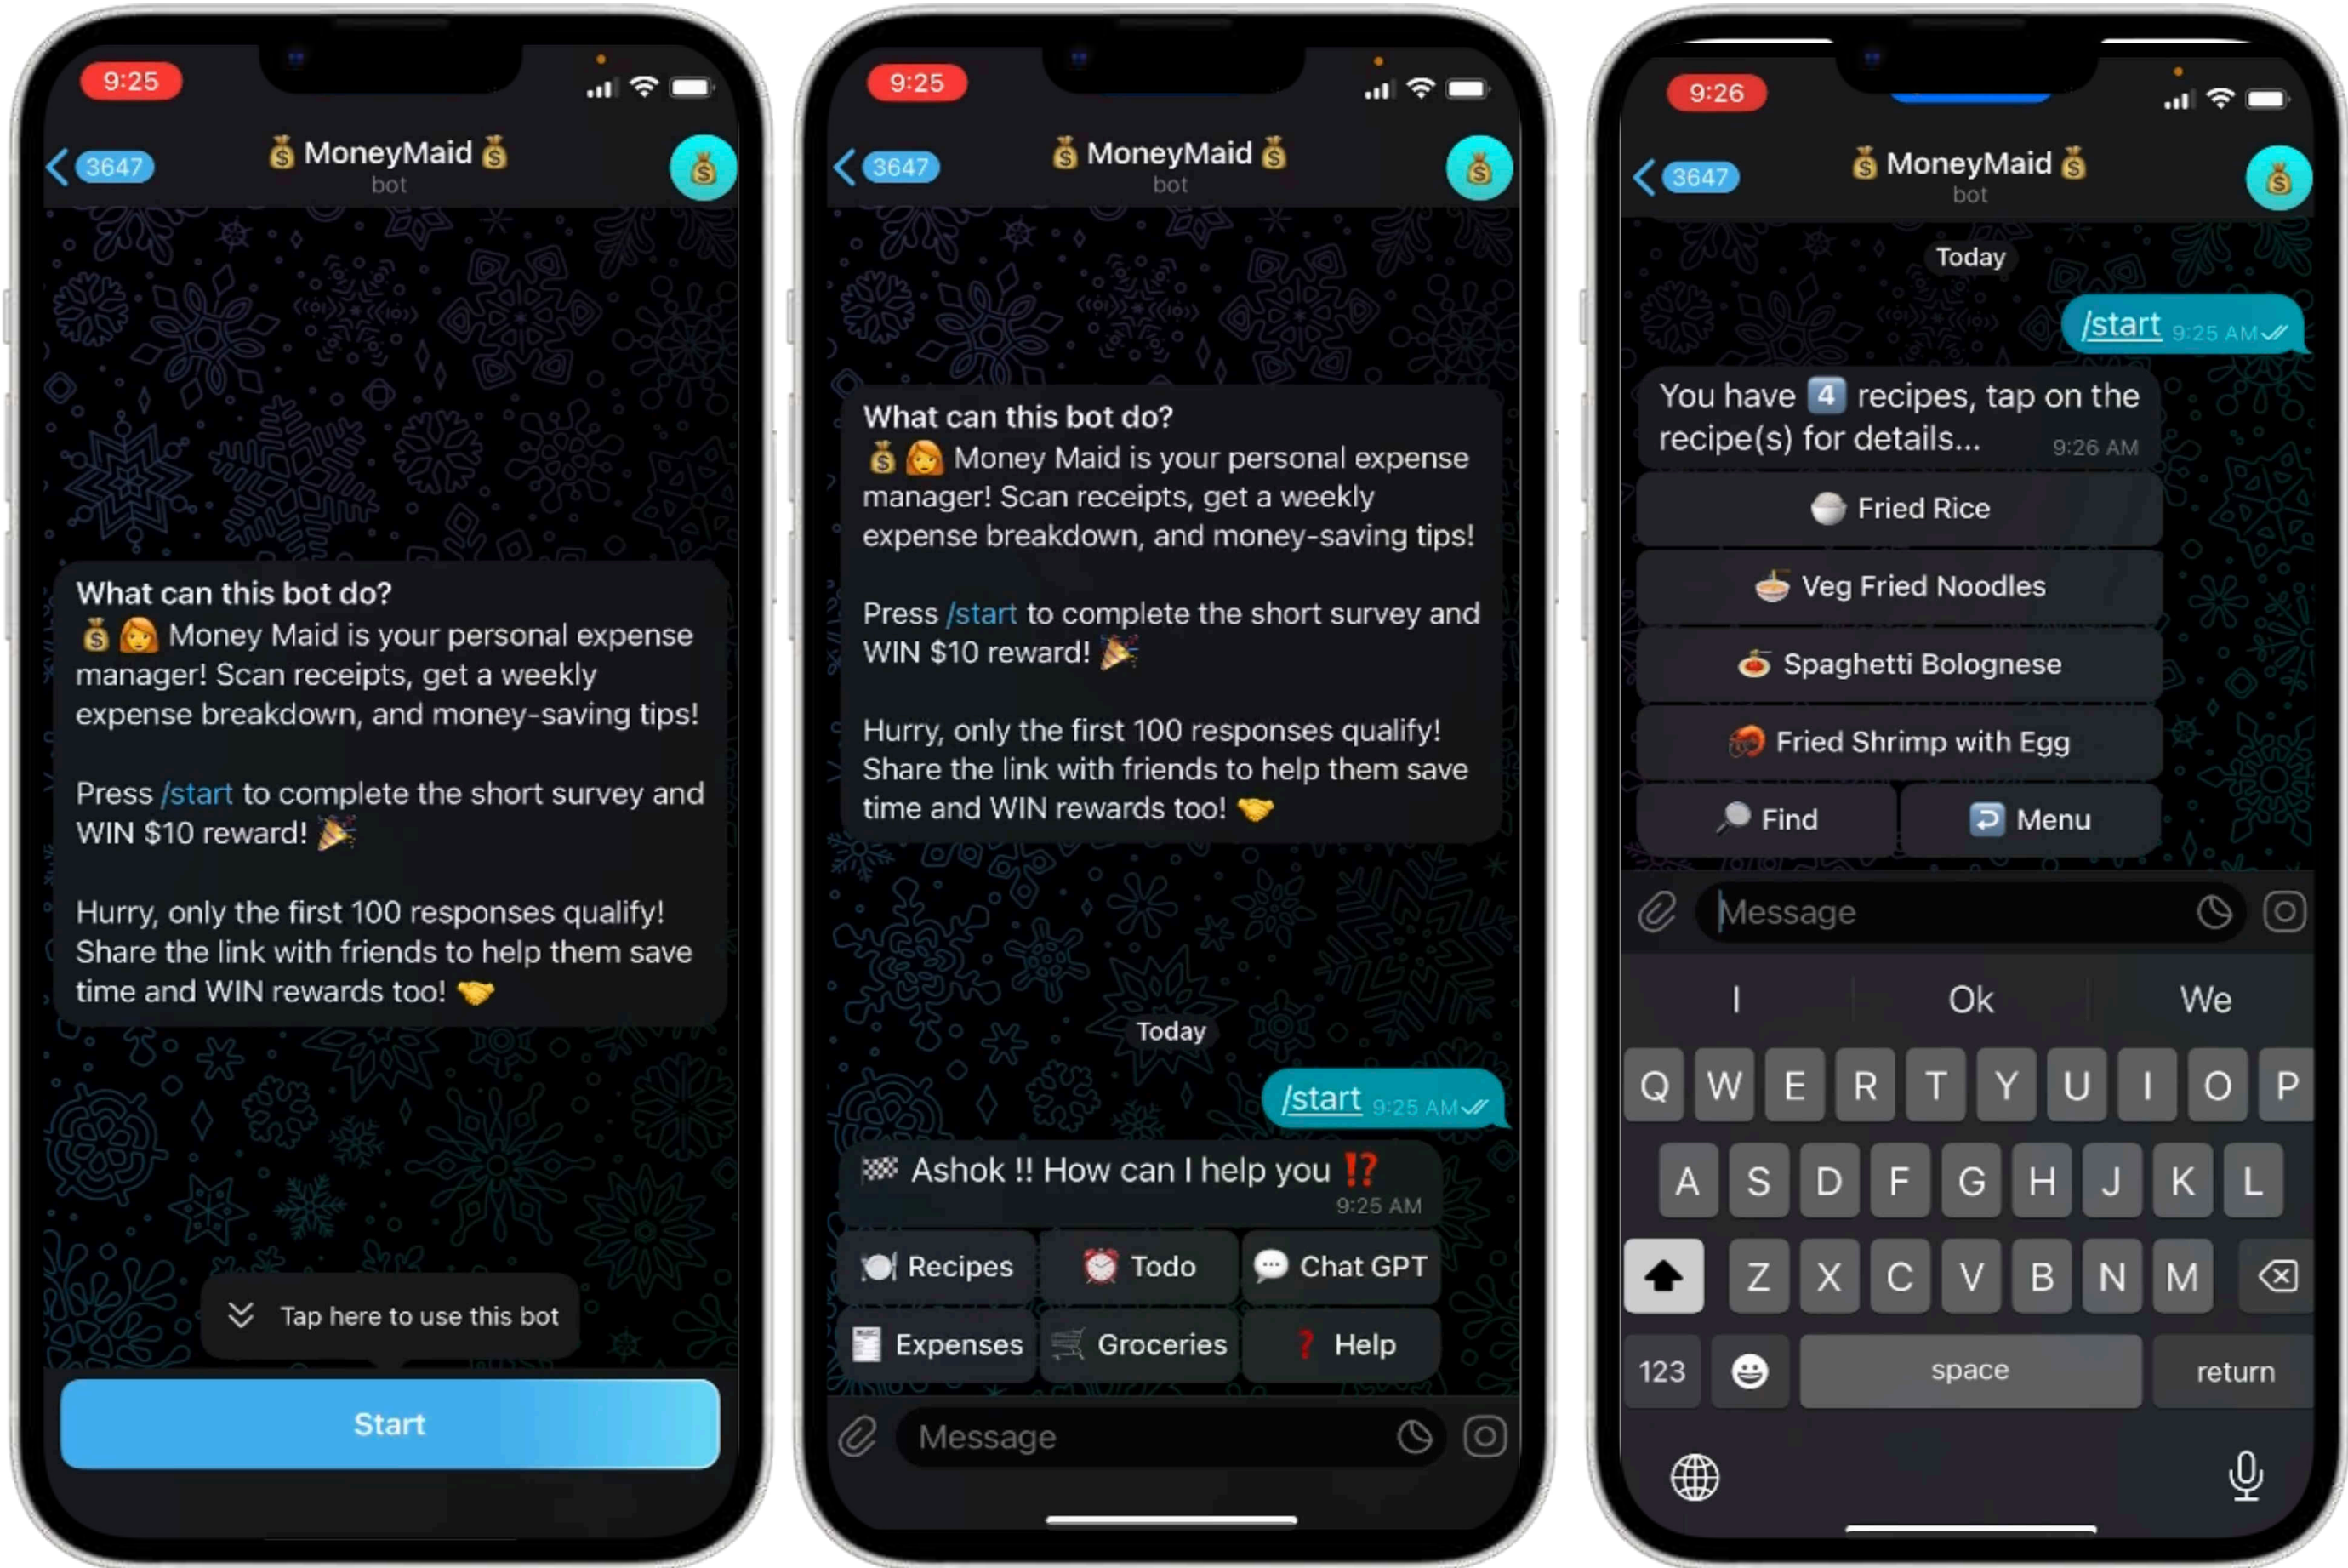 9:25
3647
💰 MoneyMaid 💰
bot
What can this bot do?
💰👩‍🦰 Money Maid is your personal expense
manager! Scan receipts, get a weekly
expense breakdown, and money-saving tips!
Press /start to complete the short survey and
WIN $10 reward! 🎉
Hurry, only the first 100 responses qualify!
Share the link with friends to help them save
time and WIN rewards too! 🤝
Tap here to use this bot
Start
9:25
3647
💰 MoneyMaid 💰
bot
What can this bot do?
💰👩‍🦰 Money Maid is your personal expense
manager! Scan receipts, get a weekly
expense breakdown, and money-saving tips!
Press /start to complete the short survey and
WIN $10 reward! 🎉
Hurry, only the first 100 responses qualify!
Share the link with friends to help them save
time and WIN rewards too! 🤝
Today
/start 9:25 AM
🏁 Ashok !! How can I help you ⁉️
9:25 AM
🍽️ Recipes ⏰ Todo 💬 Chat GPT
🧾 Expenses 🛒 Groceries ❓ Help
Message
9:26
3647
💰 MoneyMaid 💰
bot
Today
/start 9:25 AM
You have 4️⃣ recipes, tap on the
recipe(s) for details... 9:26 AM
🍚 Fried Rice
🍜 Veg Fried Noodles
🍝 Spaghetti Bolognese
🦐 Fried Shrimp with Egg
🔎 Find ↩️ Menu
Message
I Ok We
Q W E R T Y U I O P
A S D F G H J K L
Z X C V B N M
123 space return